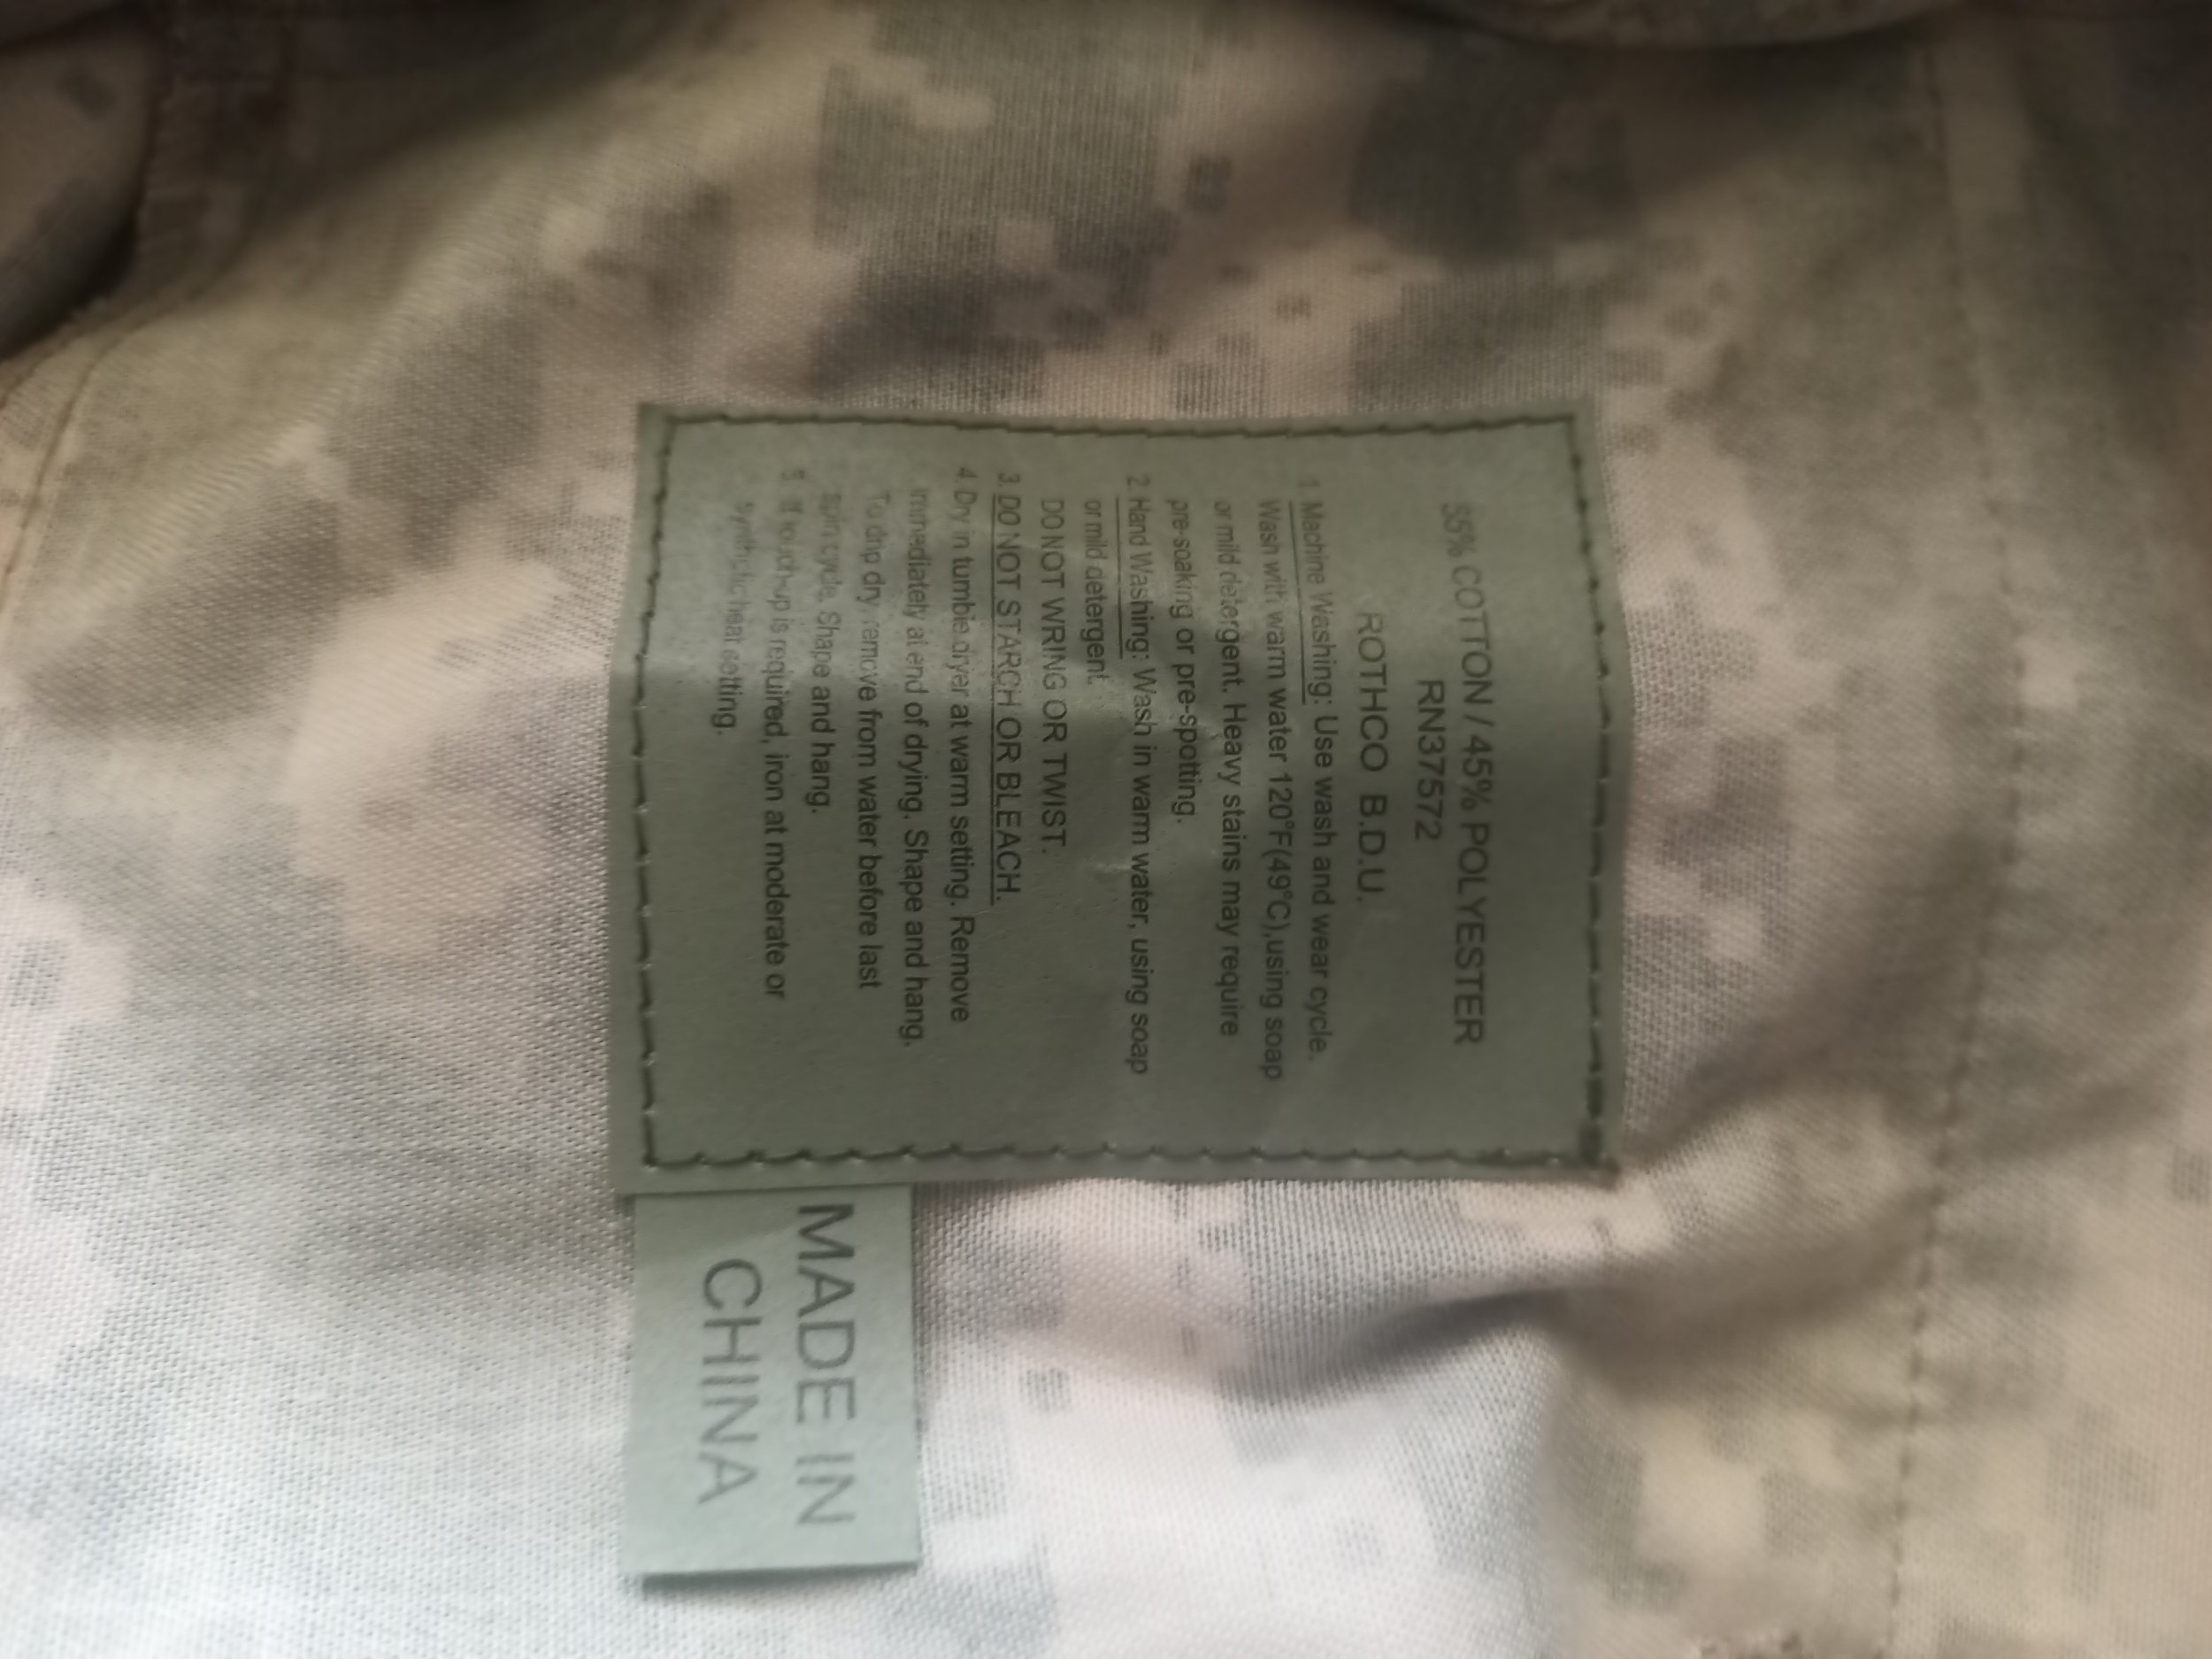 55% COTTON / 45% POLYESTER
RN37572
ROTHCO B.D.U.
1. Machine Washing: Use wash and wear cycle.
Wash with warm water 120°F(49°C),using soap
or mild detergent. Heavy stains may require
pre-soaking or pre-spotting.
2. Hand Washing: Wash in warm water, using soap
or mild detergent.
DO NOT WRING OR TWIST.
3. DO NOT STARCH OR BLEACH.
4. Dry in tumble dryer at warm setting. Remove
immediately at end of drying. Shape and hang.
To drip dry remove from water before last
spin cycle. Shape and hang.
5. If touch-up is required, iron at moderate or
synthetic heat setting.
MADE IN
CHINA